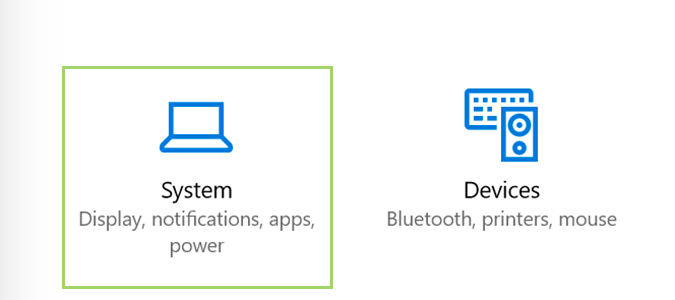 System
Display, notifications, apps,
power
Devices
Bluetooth, printers, mouse